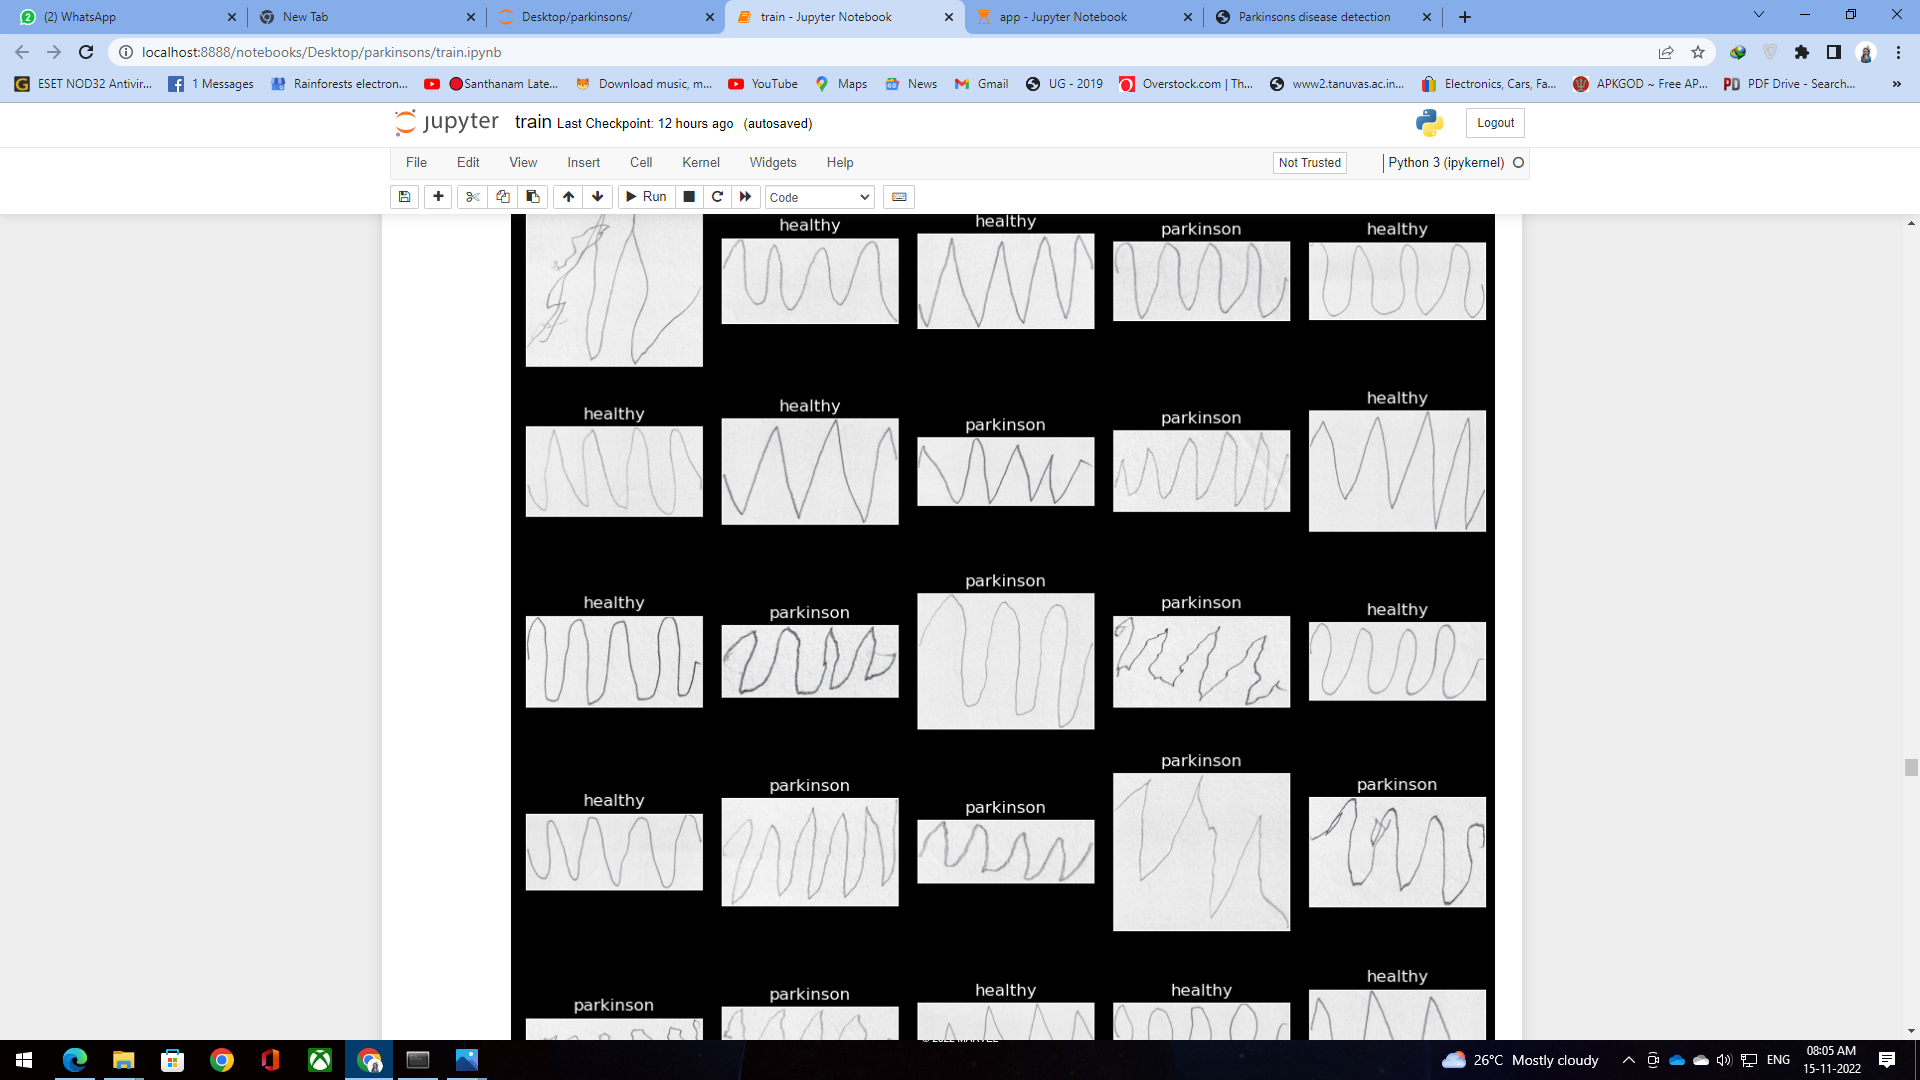 (2) WhatsApp
New Tab
Desktop/parkinsons/
train - Jupyter Notebook
app - Jupyter Notebook
Parkinsons disease detection
localhost:8888/notebooks/Desktop/parkinsons/train.ipynb
ESET NOD32 Antivir...
1 Messages
Rainforests electron...
Santhanam Late...
Download music, m...
YouTube
Maps
News
Gmail
UG - 2019
Overstock.com | Th...
www2.tanuvas.ac.in...
Electronics, Cars, Fa...
APKGOD ~ Free AP...
PDF Drive - Search...
»
jupyter train Last Checkpoint: 12 hours ago (autosaved)
Logout
File Edit View Insert Cell Kernel Widgets Help
Not Trusted
Python 3 (ipykernel)
Run
Code
healthy healthy parkinson healthy
healthy healthy parkinson parkinson healthy
healthy parkinson parkinson parkinson healthy
healthy parkinson parkinson parkinson parkinson
parkinson parkinson healthy healthy healthy
© 2022 MARVEL
26°C Mostly cloudy
ENG
08:05 AM
15-11-2022